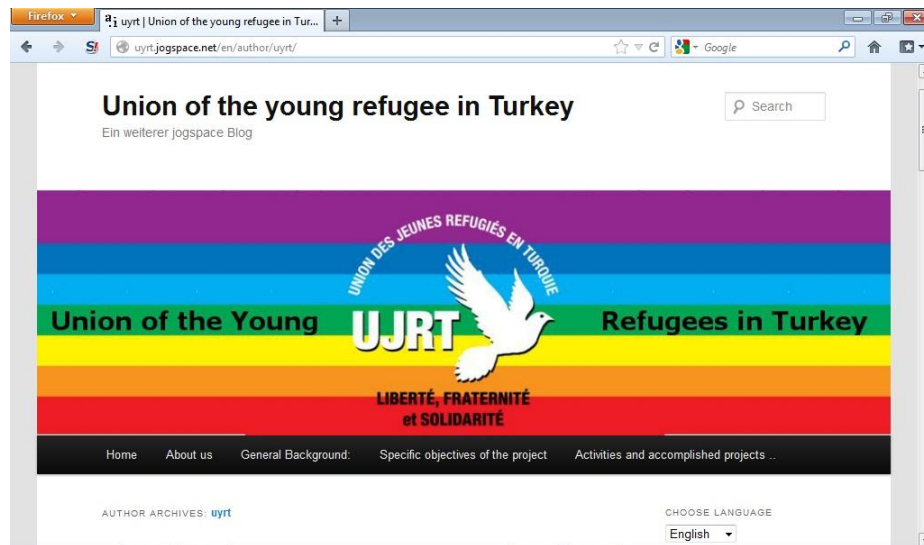 Firefox
uyrt | Union of the young refugee in Tur...
uyrt.jogspace.net/en/author/uyrt/
Google
Union of the young refugee in Turkey
Ein weiterer jogspace Blog
Search
UNION DES JEUNES REFUGIÉS EN TURQUIE
Union of the Young
UJRT
Refugees in Turkey
LIBERTÉ, FRATERNITÉ
et SOLIDARITÉ
Home About us General Background: Specific objectives of the project Activities and accomplished projects ..
AUTHOR ARCHIVES: uyrt
CHOOSE LANGUAGE
English